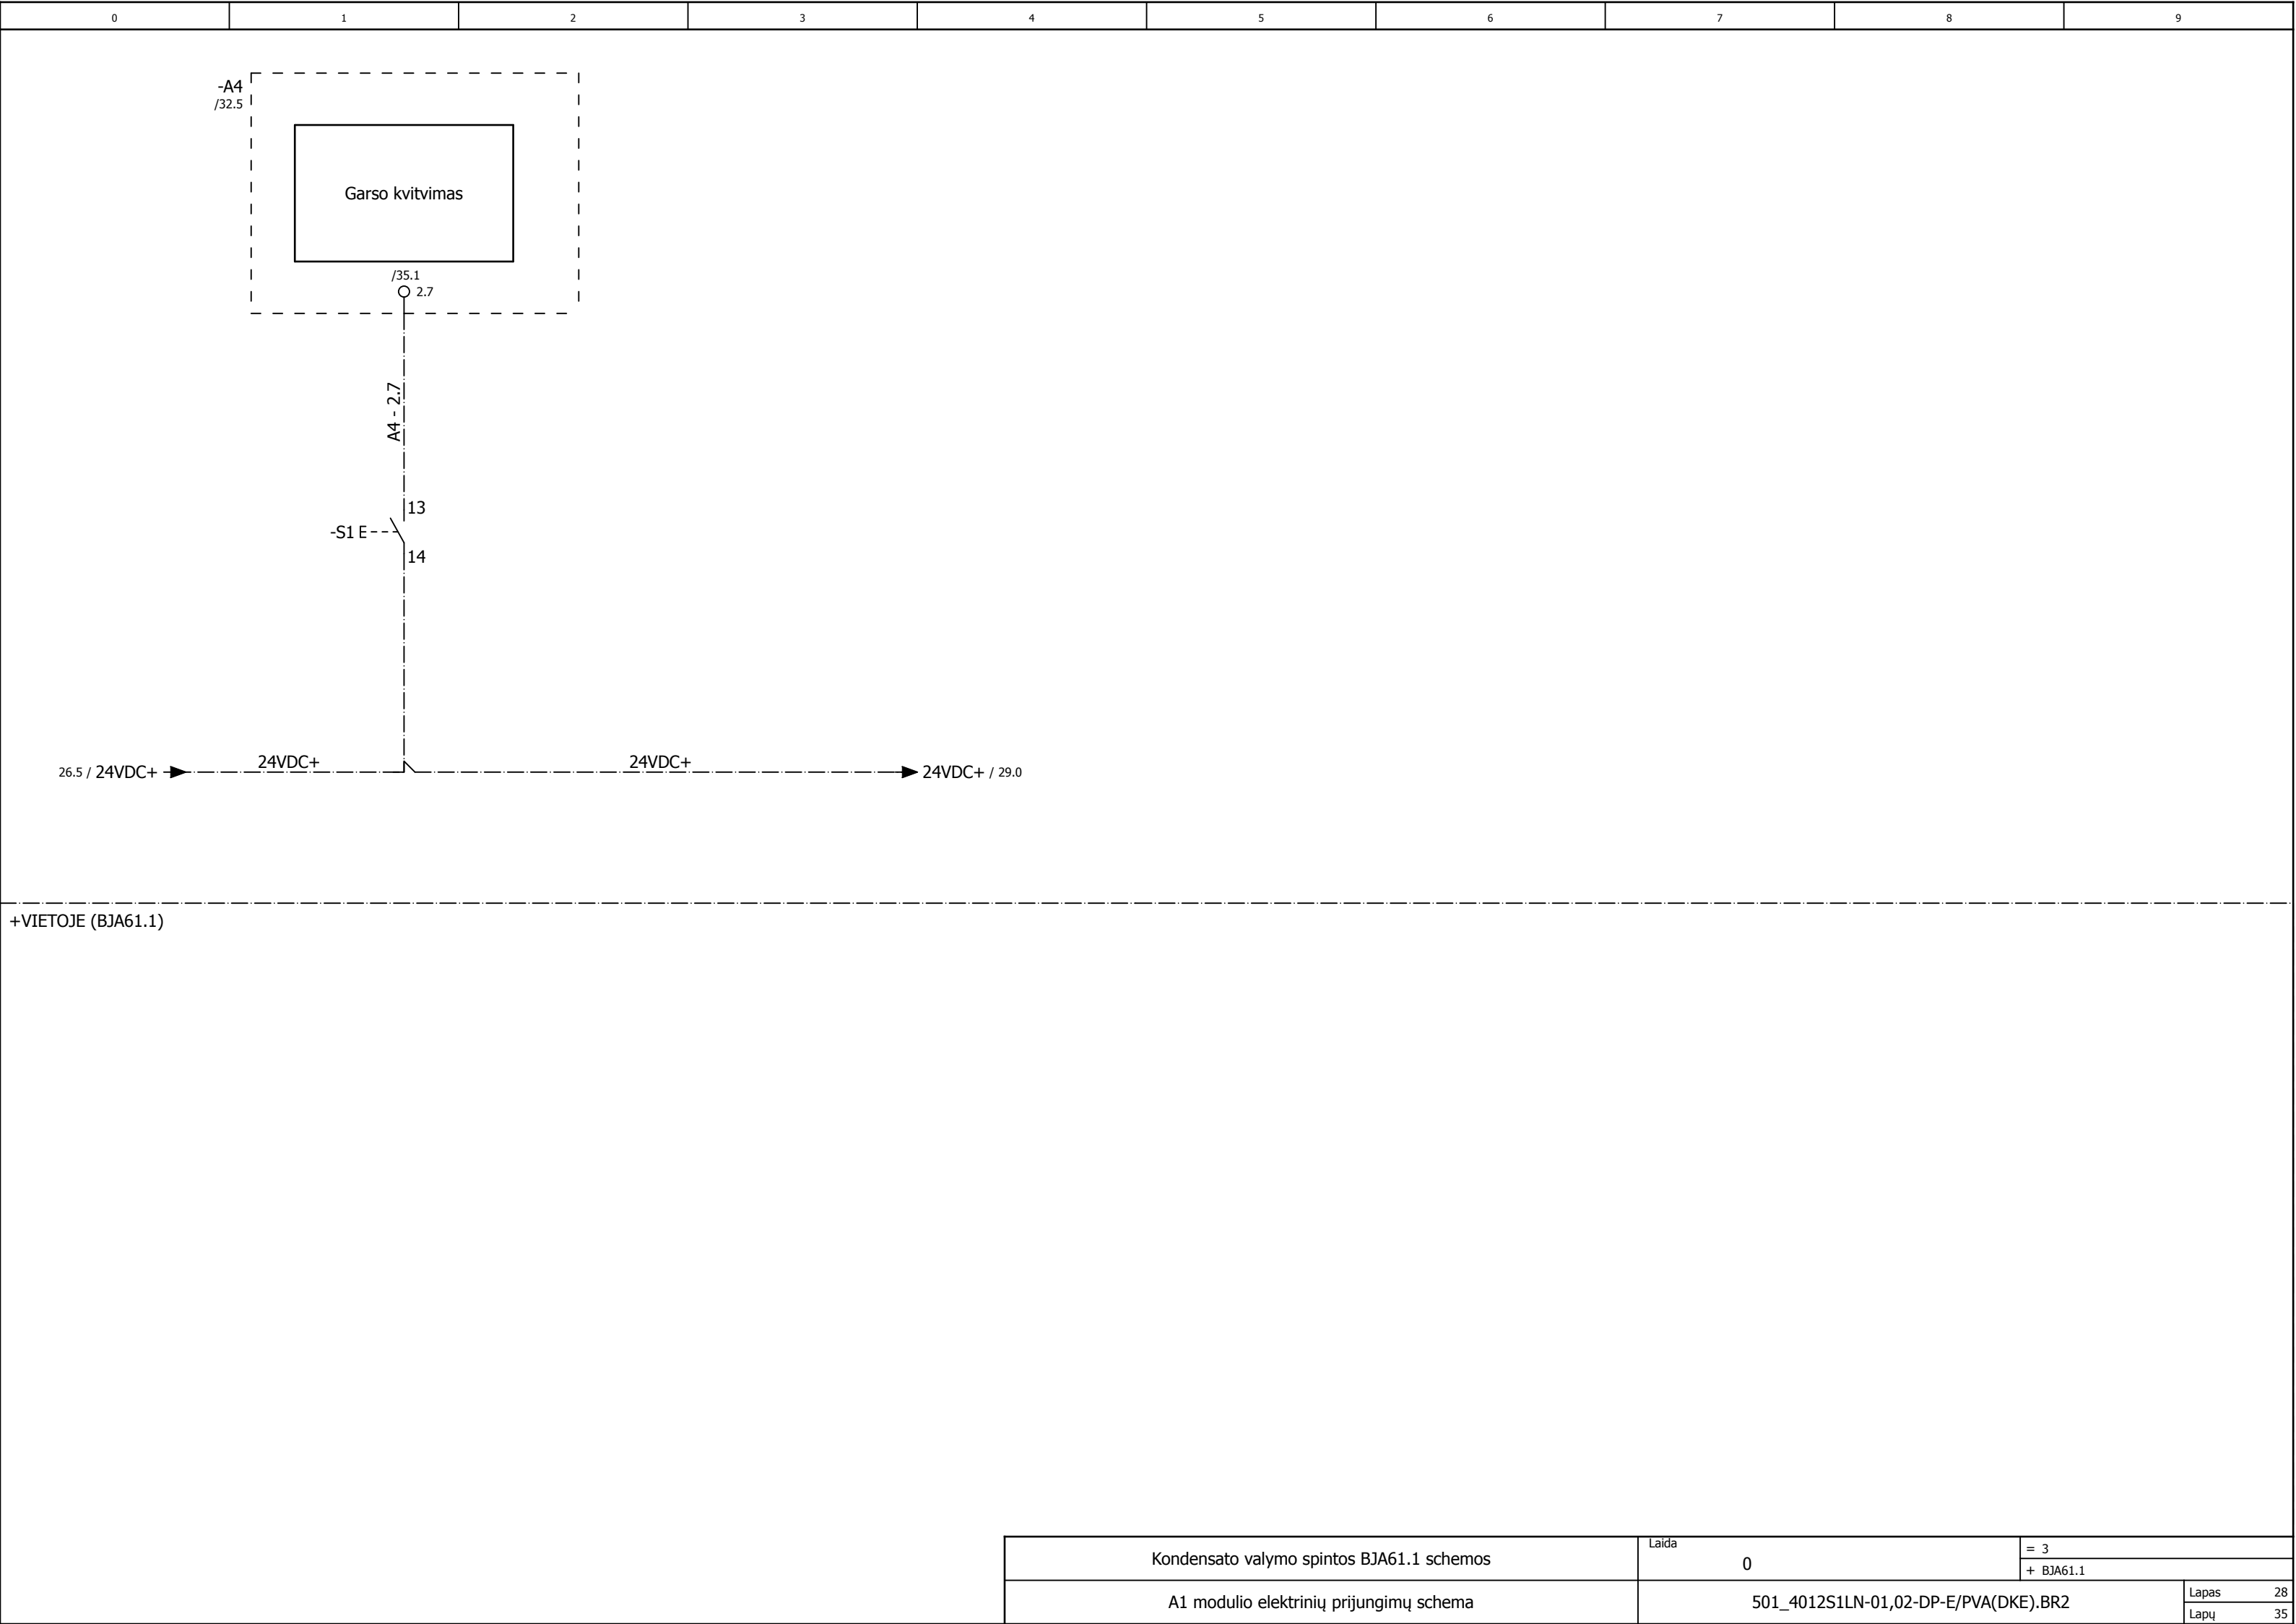 0 1 2 3 4 5 6 7 8 9
-A4
/32.5
Garso kvitvimas
/35.1
2.7
A4 - 2.7
13
-S1 E
14
24VDC+ 24VDC+
26.5 / 24VDC+ 24VDC+ / 29.0
+VIETOJE (BJA61.1)
Kondensato valymo spintos BJA61.1 schemos
Laida
0
= 3
+ BJA61.1
A1 modulio elektrinių prijungimų schema
501_4012S1LN-01,02-DP-E/PVA(DKE).BR2
Lapas 28
Lapų 35